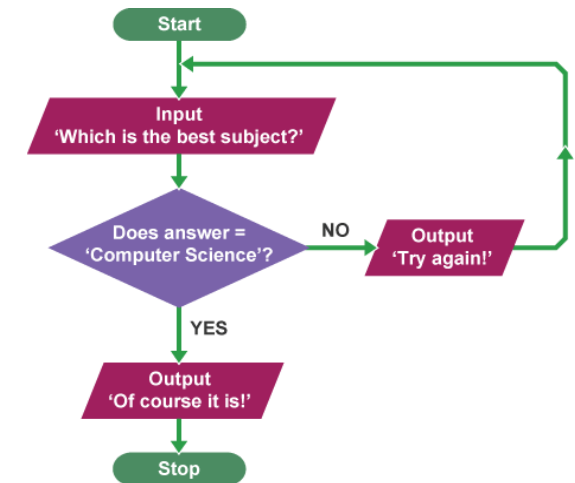 Start
Input
‘Which is the best subject?’
Does answer =
‘Computer Science’?
NO
Output
‘Try again!’
YES
Output
‘Of course it is!’
Stop